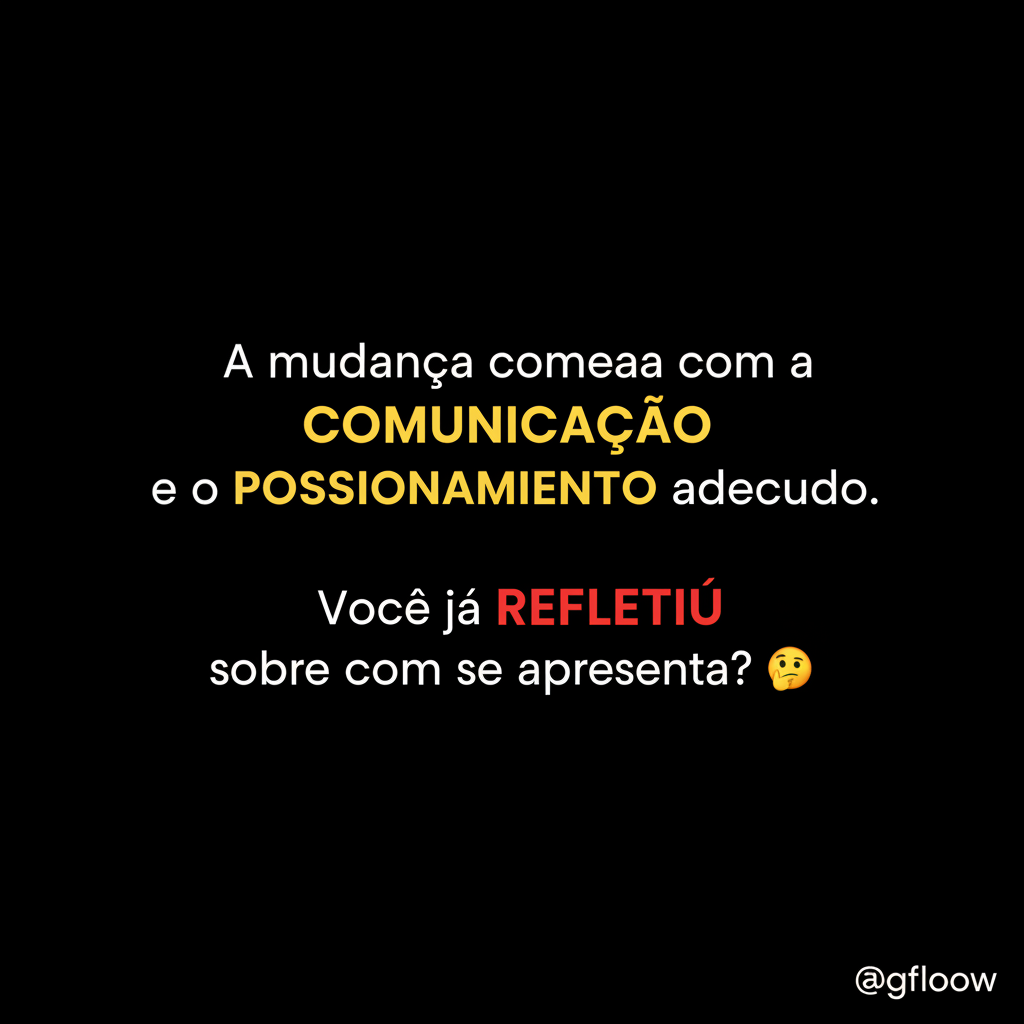 A mudança comeaa com a
COMUNICAÇÃO
e o POSSIONAMIENTO adecudo.
Você já REFLETIÚ
sobre com se apresenta? 🤔
@gfloow